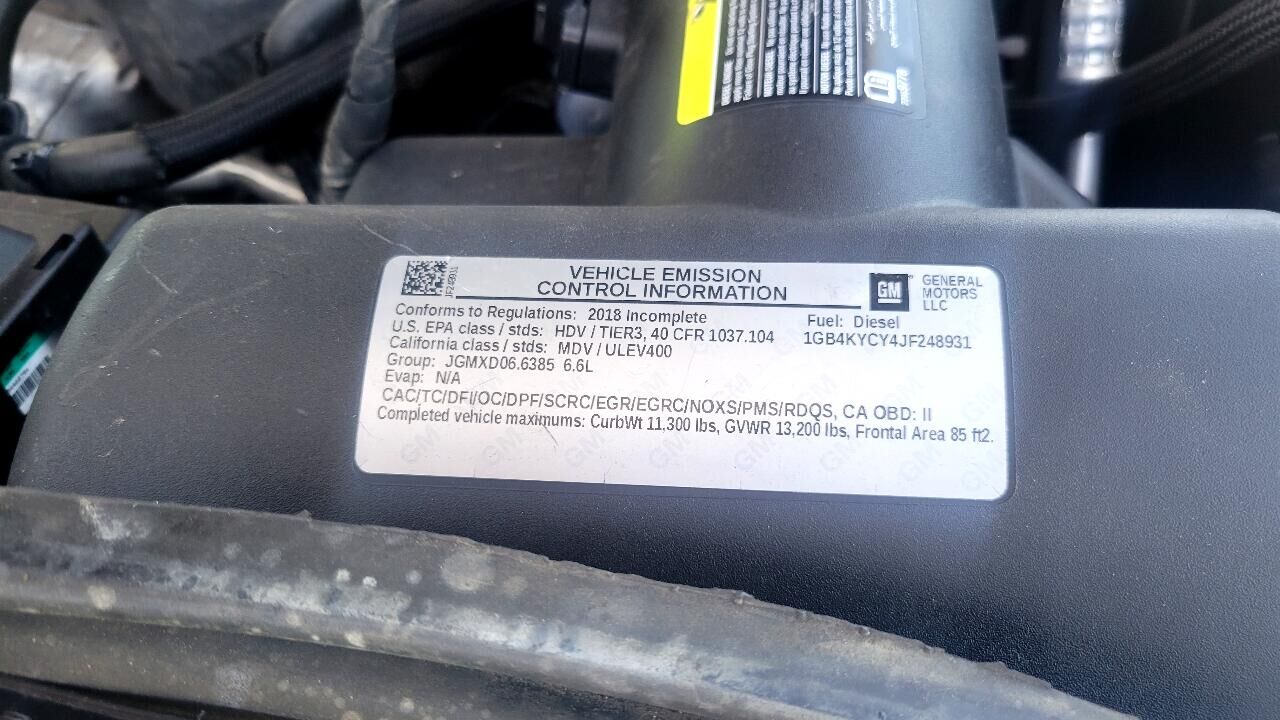 JF248931
VEHICLE EMISSION
CONTROL INFORMATION
GM
GENERAL
MOTORS
LLC
Conforms to Regulations: 2018 Incomplete
Fuel: Diesel
U.S. EPA class / stds: HDV / TIER3, 40 CFR 1037.104
1GB4KYCY4JF248931
California class / stds: MDV / ULEV400
Group: JGMXD06.6385 6.6L
Evap: N/A
CAC/TC/DFI/OC/DPF/SCRC/EGR/EGRC/NOXS/PMS/RDQS, CA OBD: II
Completed vehicle maximums: CurbWt 11,300 lbs, GVWR 13,200 lbs, Frontal Area 85 ft2.